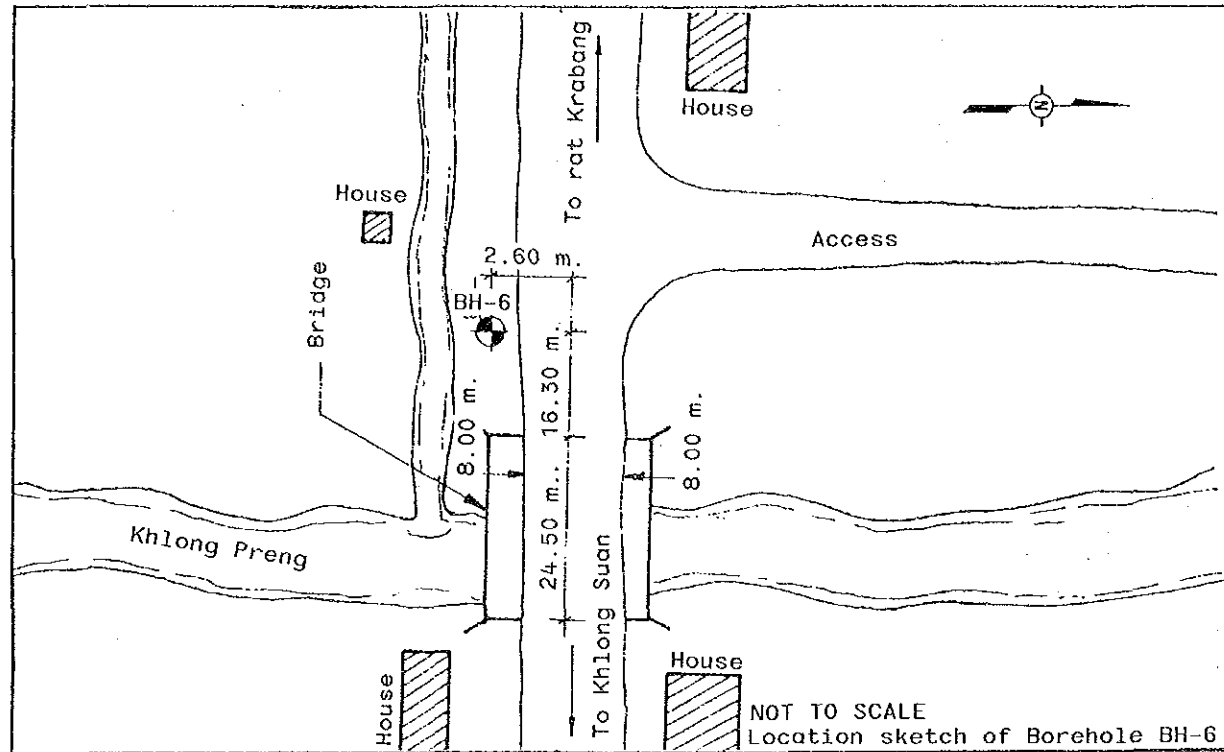 To rat Krabang
House
N
House
Access
2.60 m.
Bridge
BH-6
16.30 m.
8.00 m.
8.00 m.
24.50 m..
Khlong Preng
To Khlong Suan
House
House
NOT TO SCALE
Location sketch of Borehole BH-6